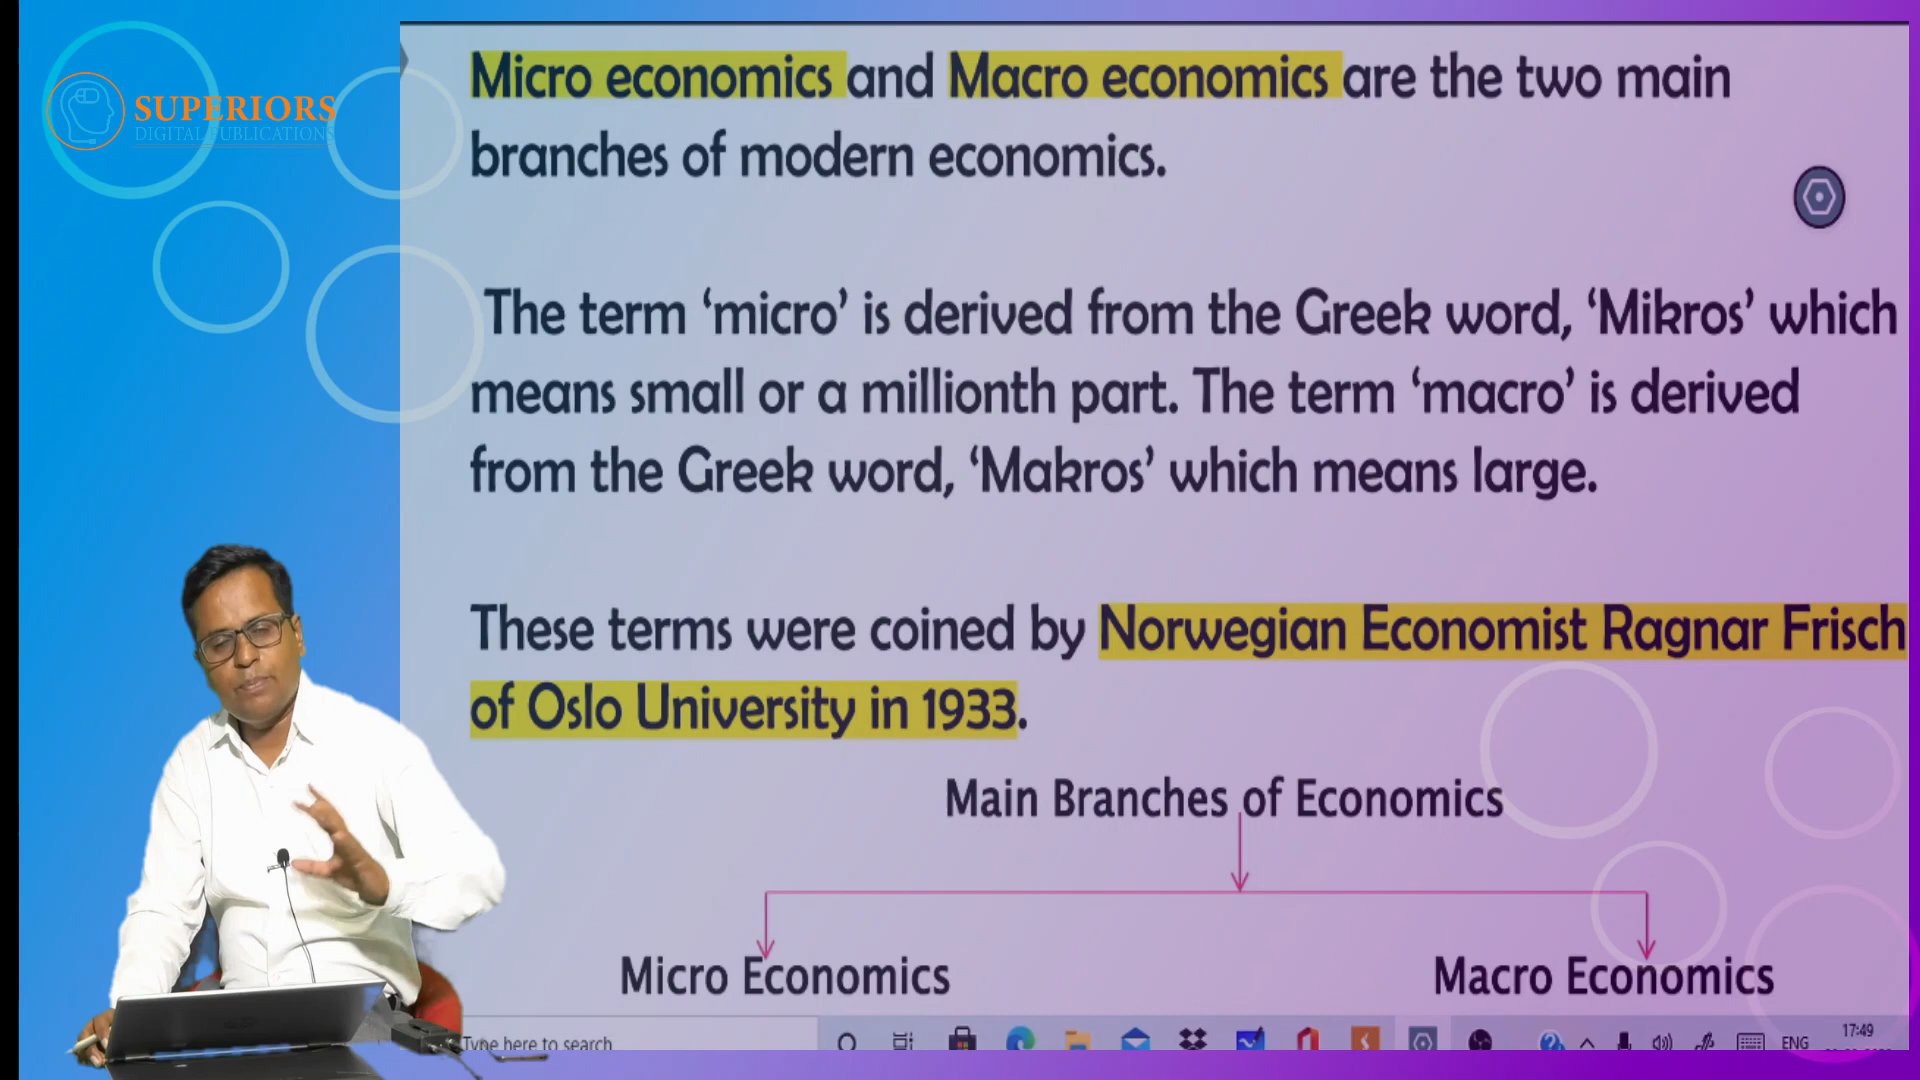 SUPERIORS
DIGITAL PUBLICATIONS
Micro economics and Macro economics are the two main
branches of modern economics.
The term ‘micro’ is derived from the Greek word, ‘Mikros’ which
means small or a millionth part. The term ‘macro’ is derived
from the Greek word, ‘Makros’ which means large.
These terms were coined by Norwegian Economist Ragnar Frisch
of Oslo University in 1933.
Main Branches of Economics
Micro Economics Macro Economics
Type here to search
ENG
17:49